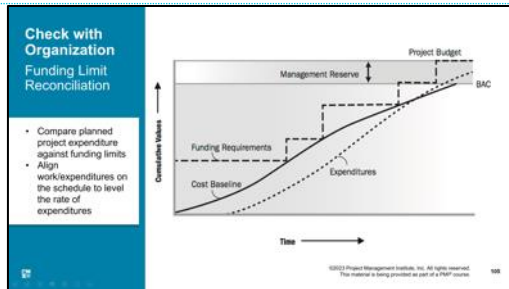 Check with
Organization
Funding Limit
Reconciliation
• Compare planned
project expenditure
against funding limits
• Align
work/expenditures on
the schedule to level
the rate of
expenditures
Project Budget
Management Reserve
BAC
Cumulative Values
Funding Requirements
Expenditures
Cost Baseline
Time
©2023 Project Management Institute, Inc. All rights reserved.
This material is being provided as part of a PMP® course.